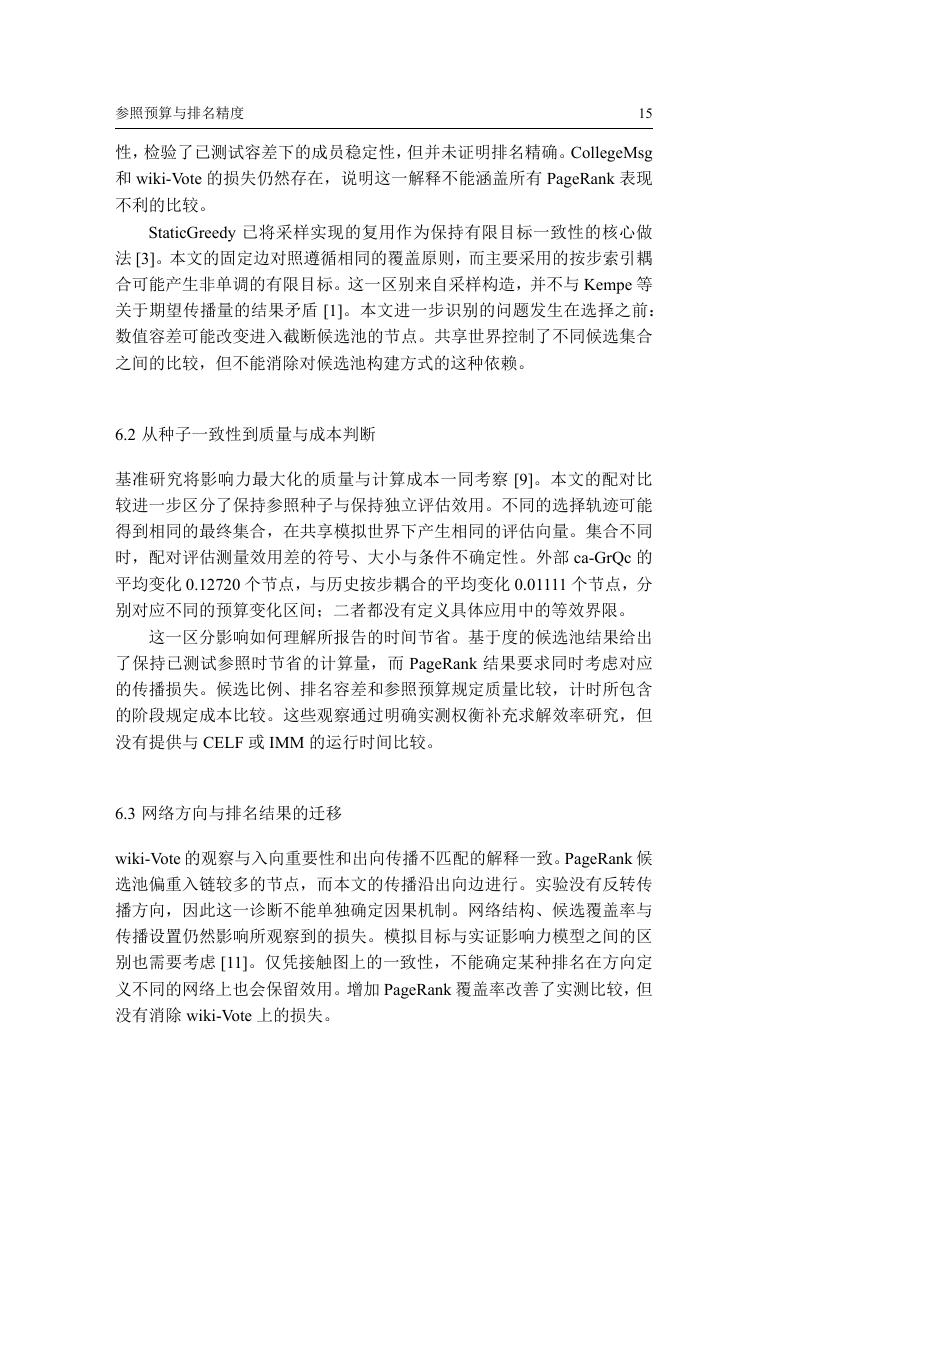 参照预算与排名精度 15
性，检验了已测试容差下的成员稳定性，但并未证明排名精确。CollegeMsg
和 wiki-Vote 的损失仍然存在，说明这一解释不能涵盖所有 PageRank 表现
不利的比较。
StaticGreedy 已将采样实现的复用作为保持有限目标一致性的核心做
法 [3]。本文的固定边对照遵循相同的覆盖原则，而主要采用的按步索引耦
合可能产生非单调的有限目标。这一区别来自采样构造，并不与 Kempe 等
关于期望传播量的结果矛盾 [1]。本文进一步识别的问题发生在选择之前：
数值容差可能改变进入截断候选池的节点。共享世界控制了不同候选集合
之间的比较，但不能消除对候选池构建方式的这种依赖。
6.2 从种子一致性到质量与成本判断
基准研究将影响力最大化的质量与计算成本一同考察 [9]。本文的配对比
较进一步区分了保持参照种子与保持独立评估效用。不同的选择轨迹可能
得到相同的最终集合，在共享模拟世界下产生相同的评估向量。集合不同
时，配对评估测量效用差的符号、大小与条件不确定性。外部 ca-GrQc 的
平均变化 0.12720 个节点，与历史按步耦合的平均变化 0.01111 个节点，分
别对应不同的预算变化区间；二者都没有定义具体应用中的等效界限。
这一区分影响如何理解所报告的时间节省。基于度的候选池结果给出
了保持已测试参照时节省的计算量，而 PageRank 结果要求同时考虑对应
的传播损失。候选比例、排名容差和参照预算规定质量比较，计时所包含
的阶段规定成本比较。这些观察通过明确实测权衡补充求解效率研究，但
没有提供与 CELF 或 IMM 的运行时间比较。
6.3 网络方向与排名结果的迁移
wiki-Vote 的观察与入向重要性和出向传播不匹配的解释一致。PageRank 候
选池偏重入链较多的节点，而本文的传播沿出向边进行。实验没有反转传
播方向，因此这一诊断不能单独确定因果机制。网络结构、候选覆盖率与
传播设置仍然影响所观察到的损失。模拟目标与实证影响力模型之间的区
别也需要考虑 [11]。仅凭接触图上的一致性，不能确定某种排名在方向定
义不同的网络上也会保留效用。增加 PageRank 覆盖率改善了实测比较，但
没有消除 wiki-Vote 上的损失。